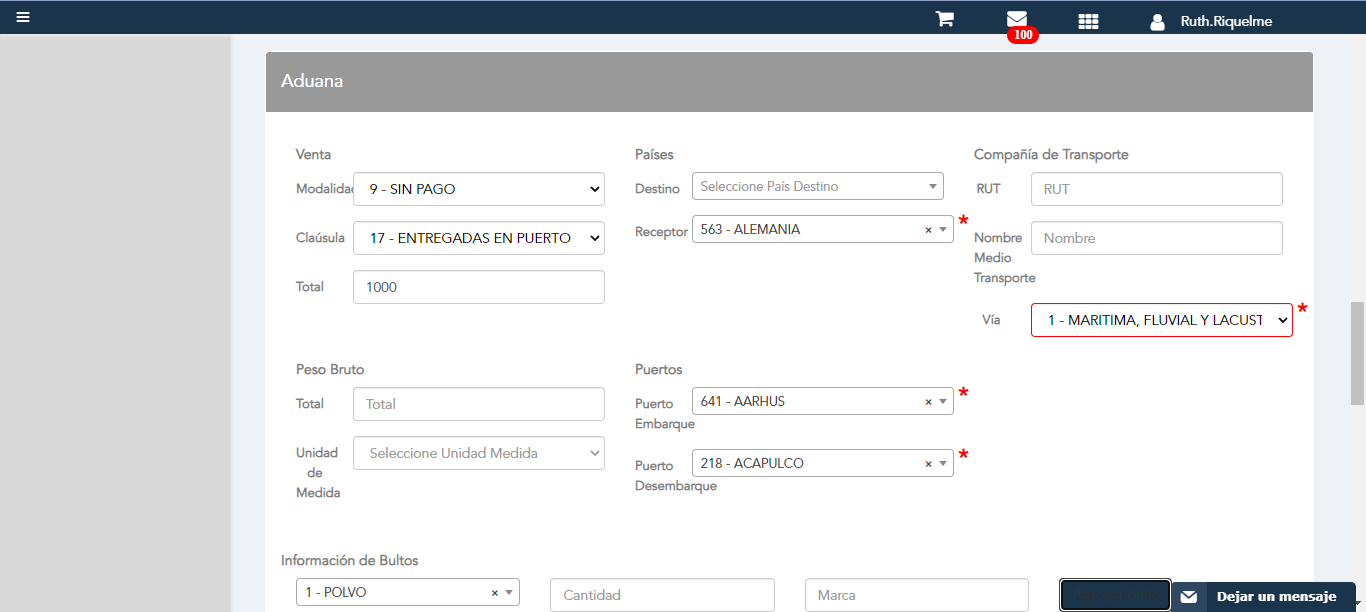 Ruth.Riquelme
100
Aduana
Venta
Modalidad 9 - SIN PAGO
Claúsula 17 - ENTREGADAS EN PUERTO
Total 1000
Países
Destino Seleccione País Destino
Receptor 563 - ALEMANIA × *
Compañía de Transporte
RUT RUT
Nombre Nombre
Medio
Transporte
Vía 1 - MARITIMA, FLUVIAL Y LACUST *
Peso Bruto
Total Total
Unidad Seleccione Unidad Medida
de
Medida
Puertos
Puerto 641 - AARHUS × *
Embarque
Puerto 218 - ACAPULCO × *
Desembarque
Información de Bultos
1 - POLVO × Cantidad Marca
Dejar un mensaje